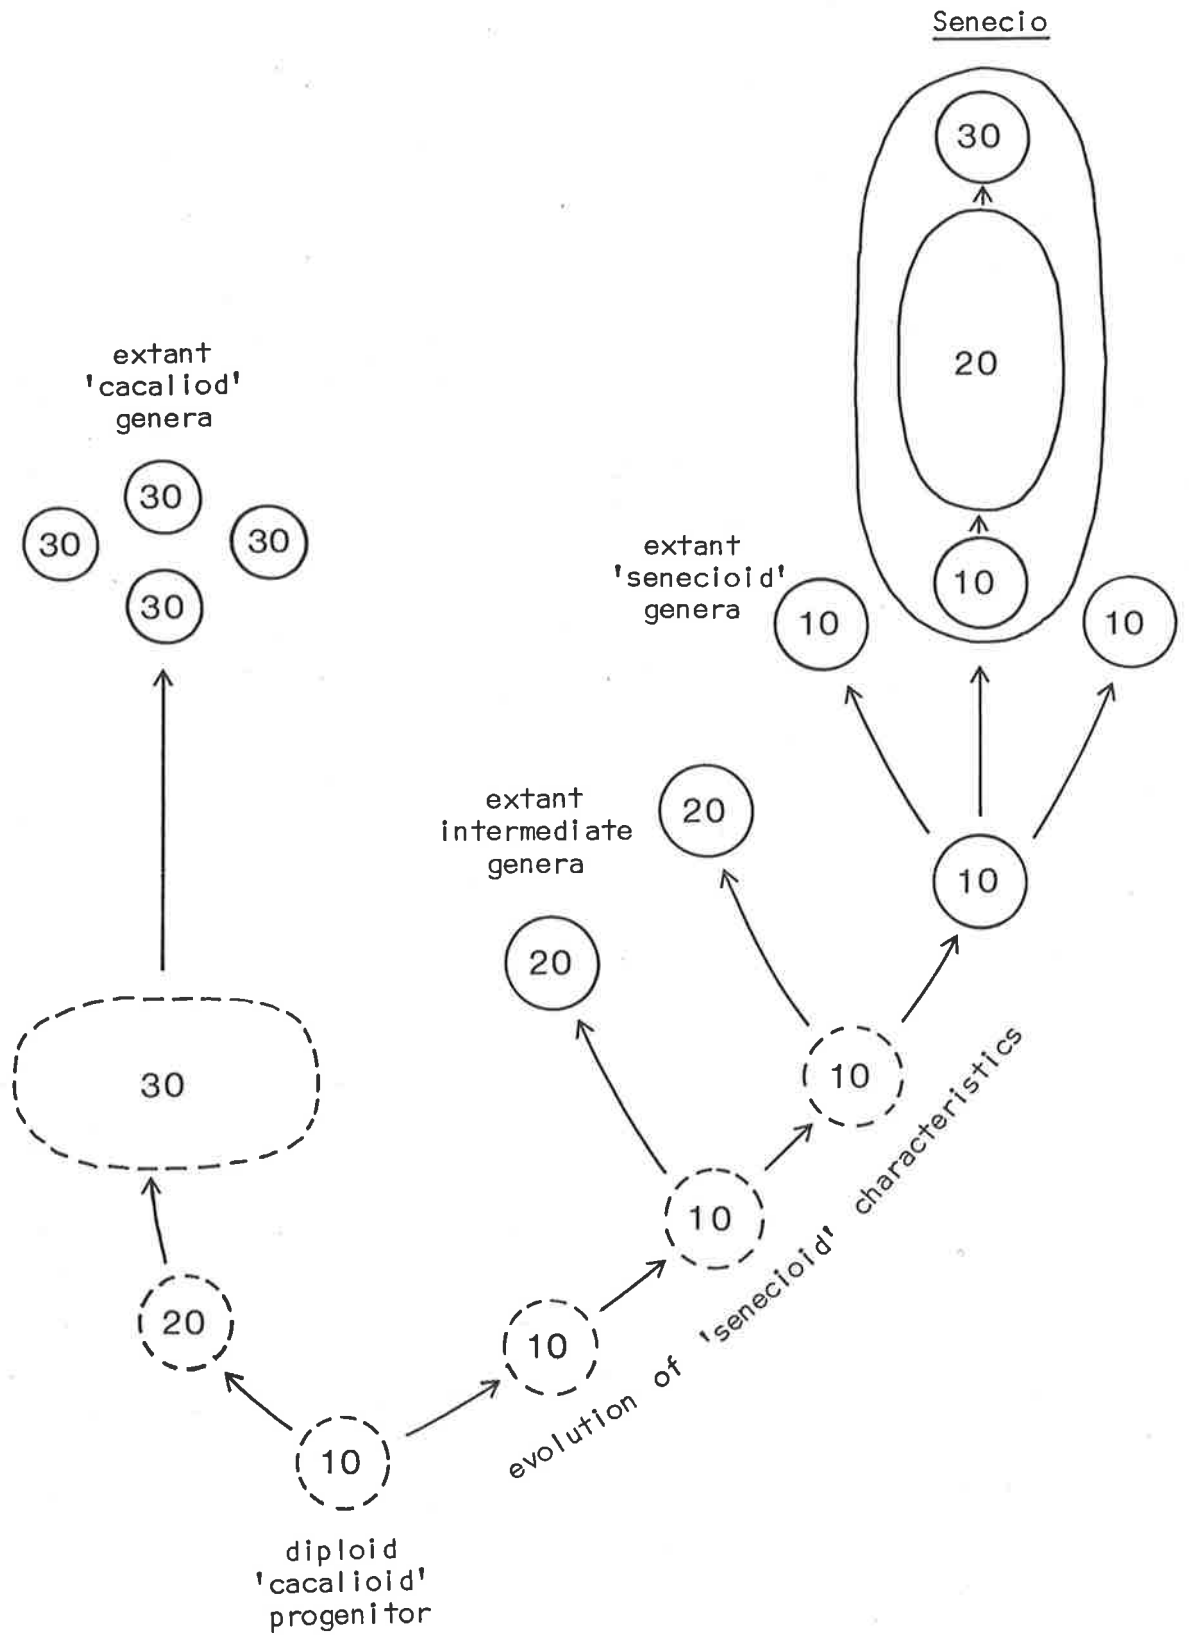 Senecio
30
20
10
extant
'cacaliod'
genera
30
30
30
30
extant
'senecioid'
genera
10
10
extant
intermediate
genera
20
20
10
30
10
10
20
10
10
evolution of 'senecioid' characteristics
diploid
'cacalioid'
progenitor